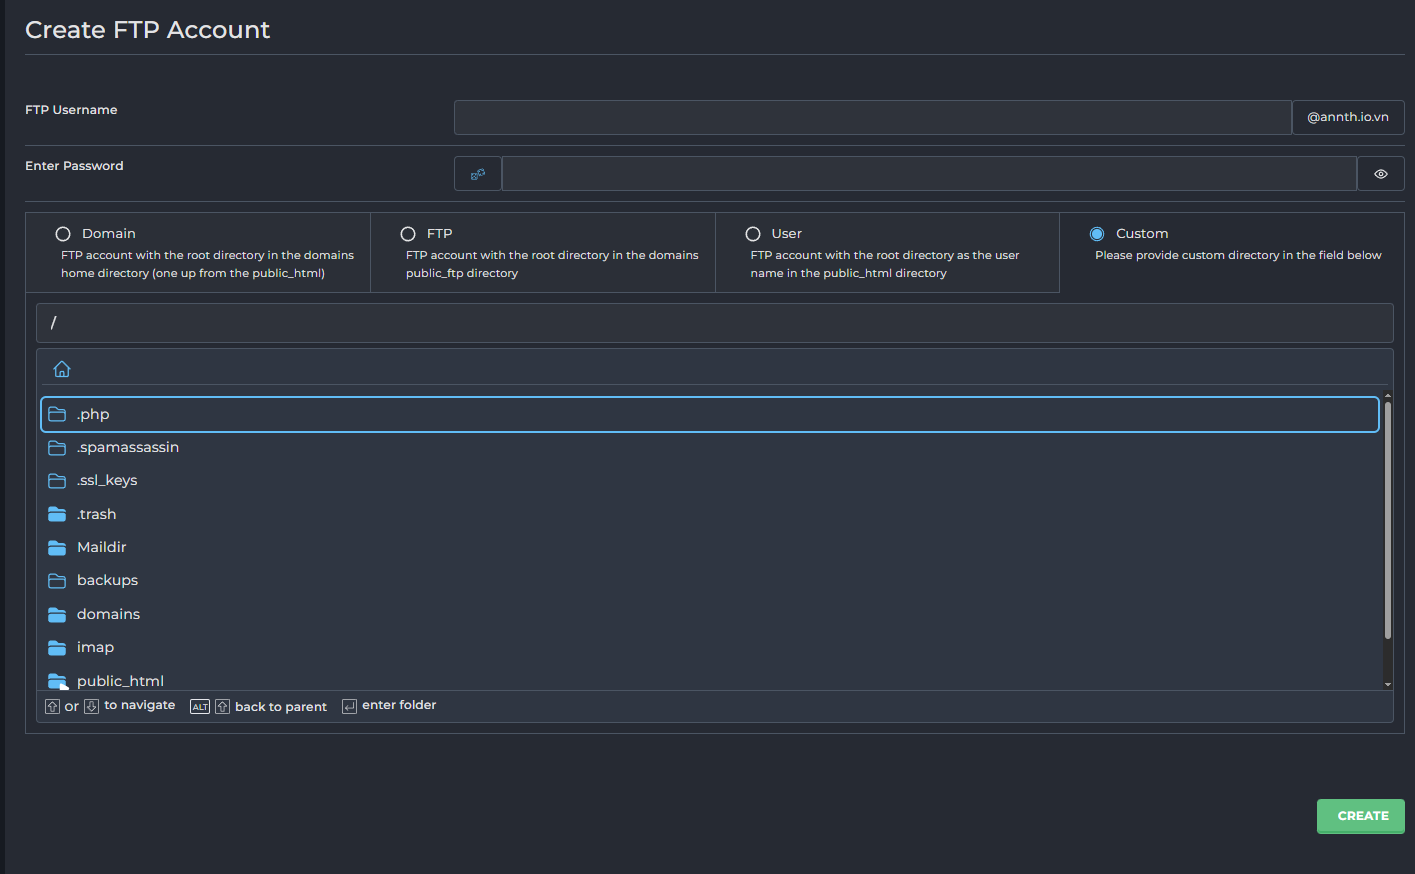 Create FTP Account
FTP Username
@annth.io.vn
Enter Password
Domain
FTP account with the root directory in the domains
home directory (one up from the public_html)
FTP
FTP account with the root directory in the domains
public_ftp directory
User
FTP account with the root directory as the user
name in the public_html directory
Custom
Please provide custom directory in the field below
/
.php
.spamassassin
.ssl_keys
.trash
Maildir
backups
domains
imap
public_html
or to navigate ALT back to parent enter folder
CREATE